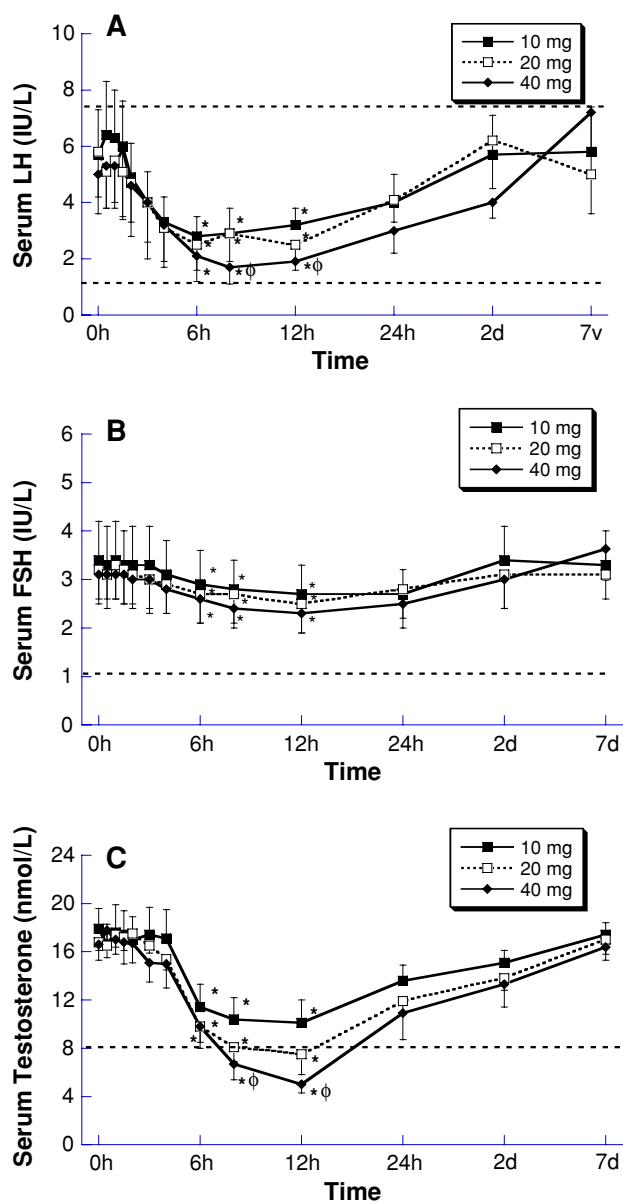 A
10 mg
20 mg
40 mg
Serum LH (IU/L)
10
8
6
4
2
0
* * * * * * *ϕ *ϕ
0h 6h 12h 24h 2d 7v
Time
B
10 mg
20 mg
40 mg
Serum FSH (IU/L)
6
5
4
3
2
1
0
* * * * * * * * *
0h 6h 12h 24h 2d 7d
Time
C
10 mg
20 mg
40 mg
Serum Testosterone (nmol/L)
24
20
16
12
8
4
0
* * * * * * * *ϕ *ϕ
0h 6h 12h 24h 2d 7d
Time